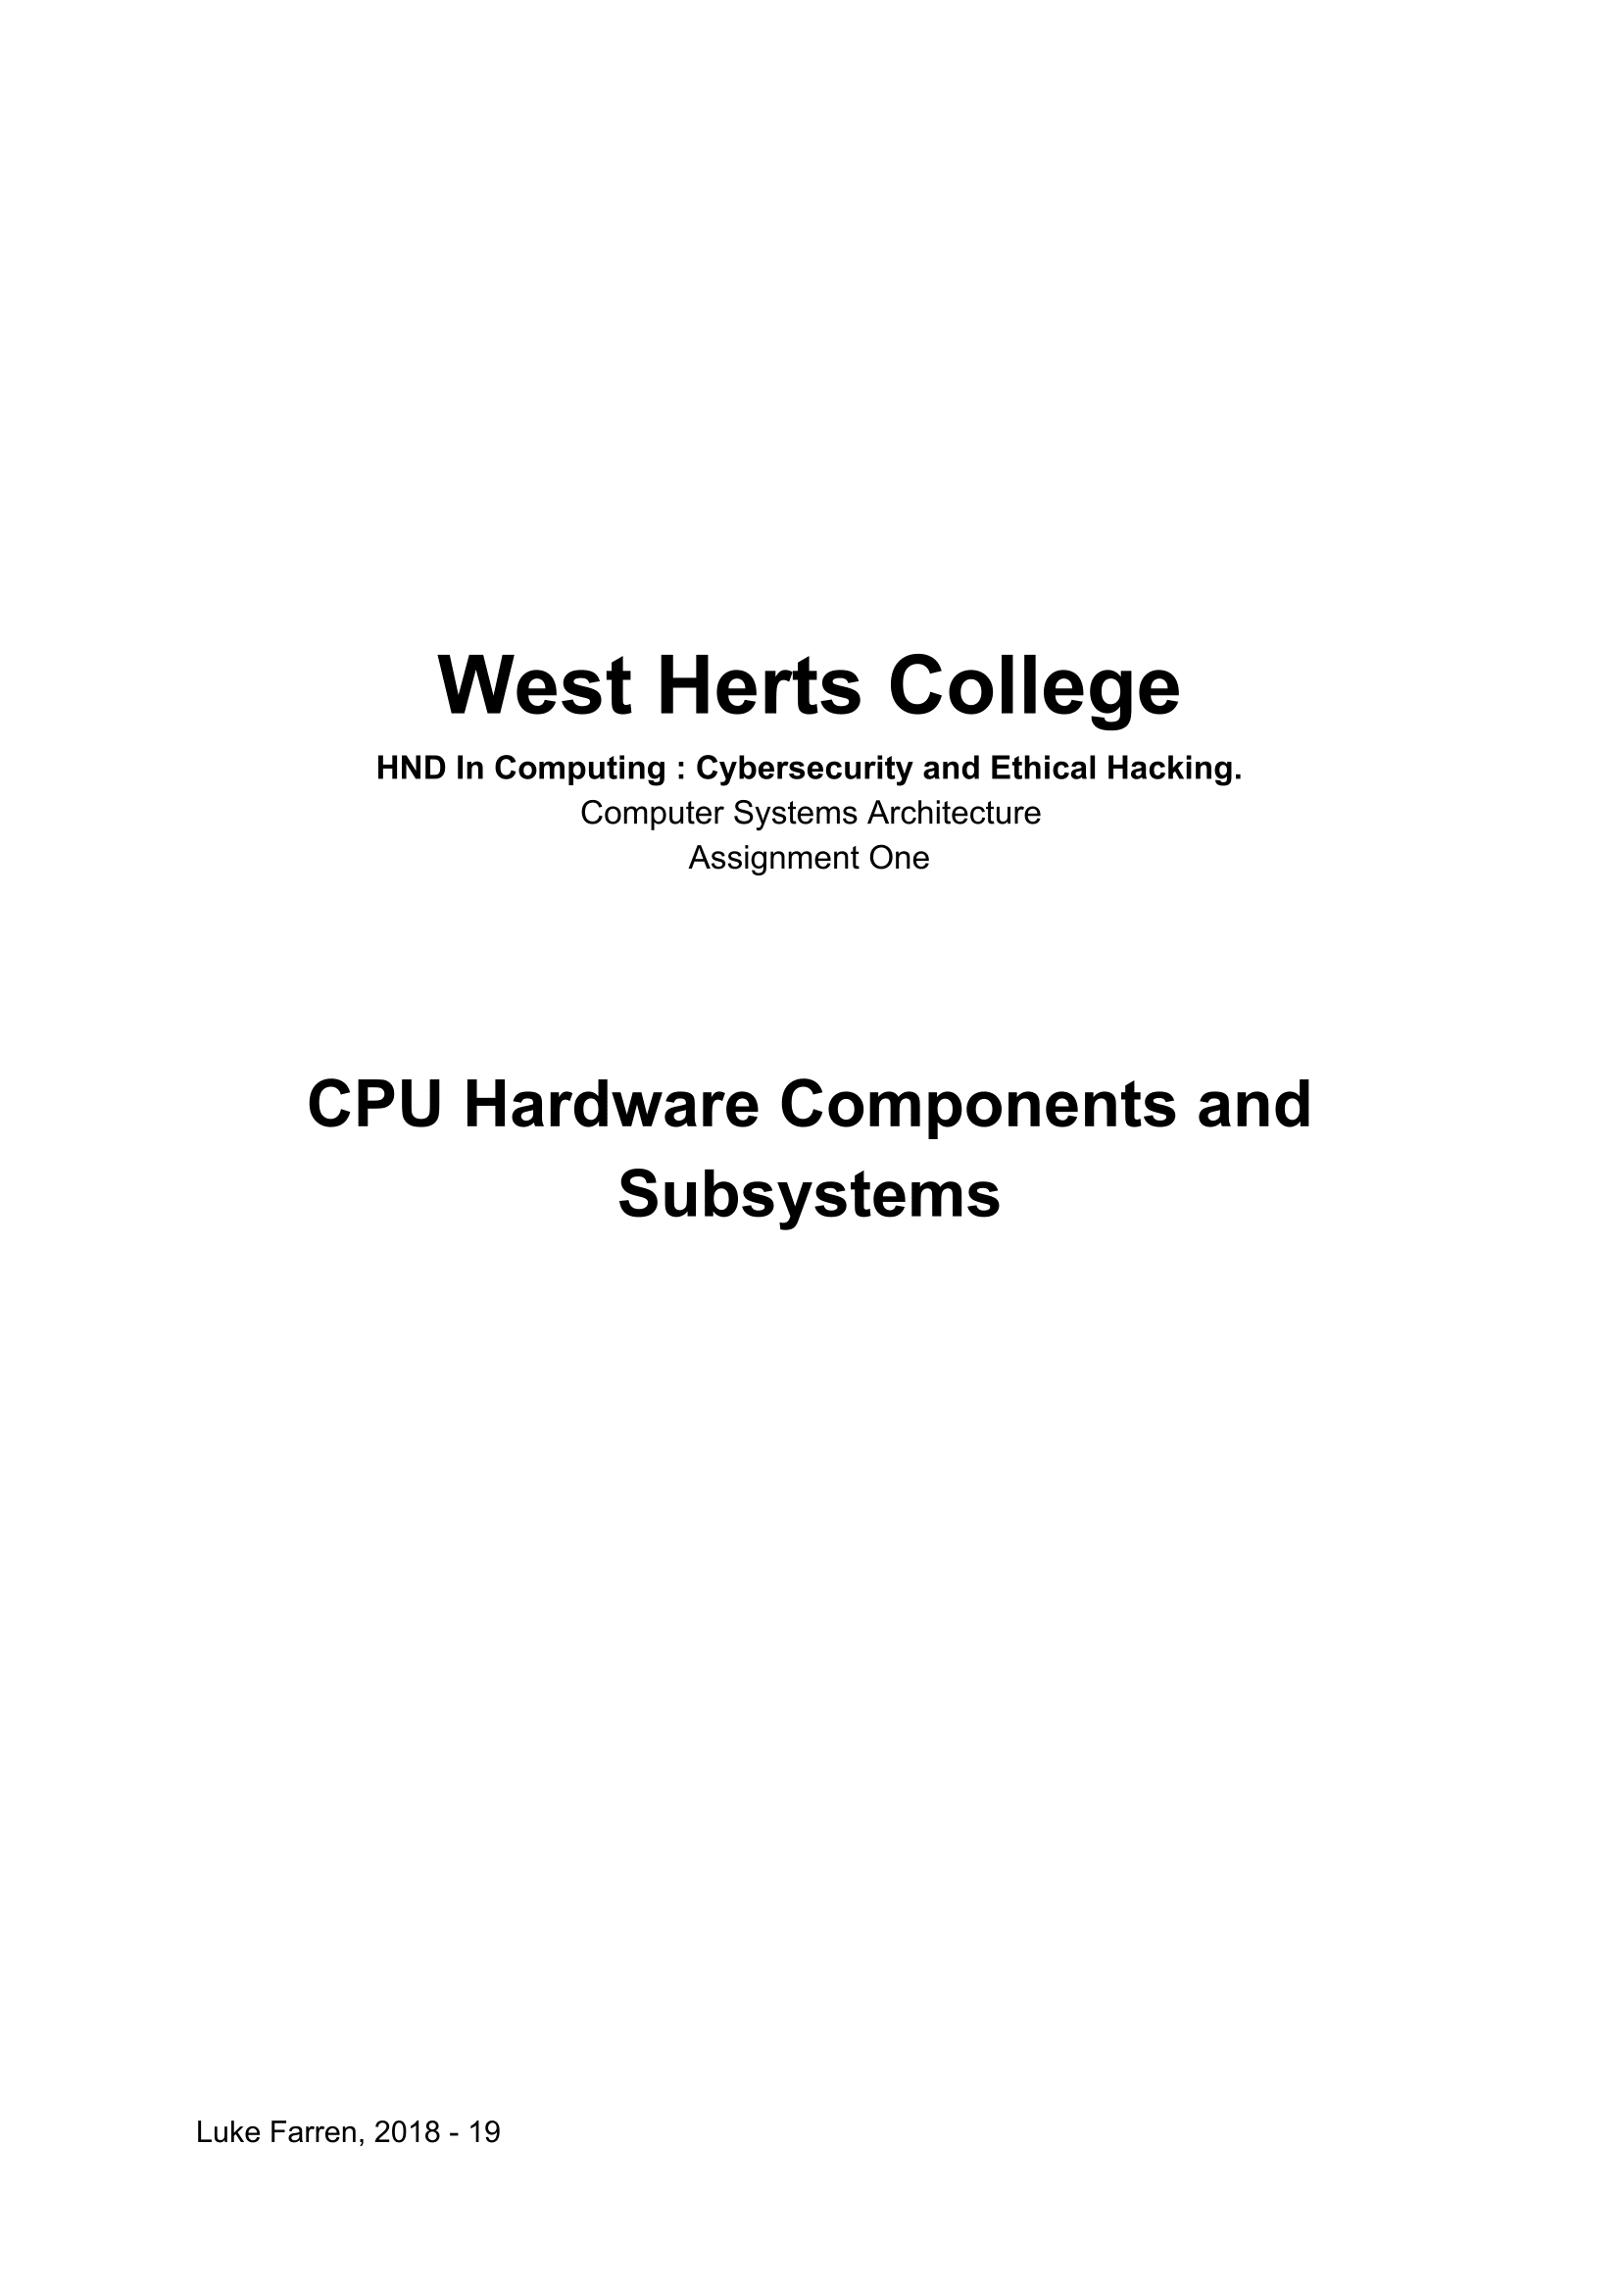 West Herts College
HND In Computing : Cybersecurity and Ethical Hacking.
Computer Systems Architecture
Assignment One
CPU Hardware Components and
Subsystems
Luke Farren, 2018 - 19